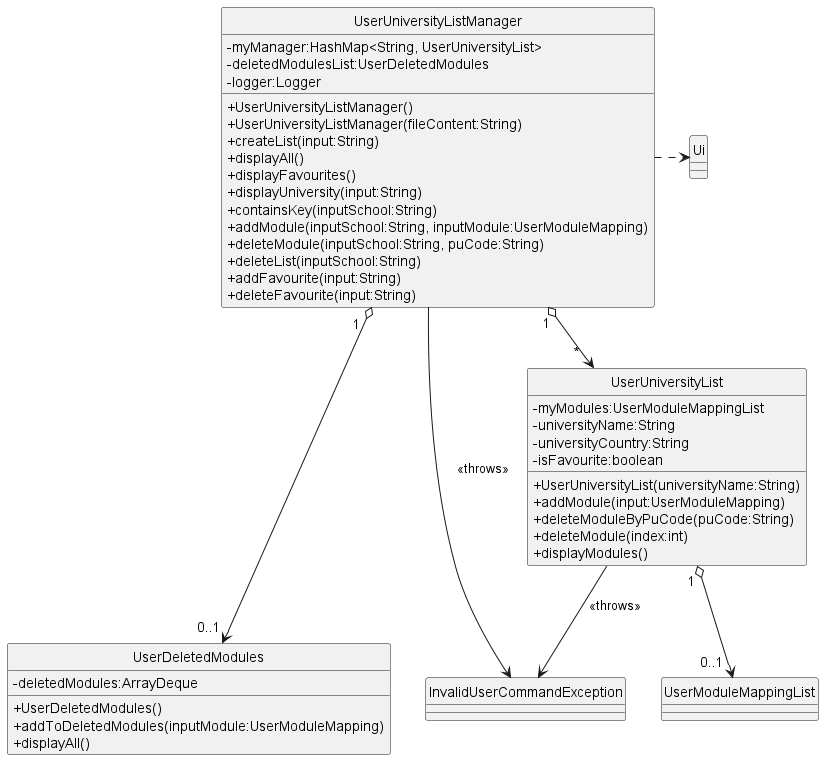 UserUniversityListManager
-myManager:HashMap<String, UserUniversityList>
-deletedModulesList:UserDeletedModules
-logger:Logger
+UserUniversityListManager()
+UserUniversityListManager(fileContent:String)
+createList(input:String)
+displayAll()
+displayFavourites()
+displayUniversity(input:String)
+containsKey(inputSchool:String)
+addModule(inputSchool:String, inputModule:UserModuleMapping)
+deleteModule(inputSchool:String, puCode:String)
+deleteList(inputSchool:String)
+addFavourite(input:String)
+deleteFavourite(input:String)
Ui
1
1
*
UserUniversityList
-myModules:UserModuleMappingList
-universityName:String
-universityCountry:String
-isFavourite:boolean
+UserUniversityList(universityName:String)
+addModule(input:UserModuleMapping)
+deleteModuleByPuCode(puCode:String)
+deleteModule(index:int)
+displayModules()
«throws»
1
«throws»
0..1
0..1
UserDeletedModules
-deletedModules:ArrayDeque
+UserDeletedModules()
+addToDeletedModules(inputModule:UserModuleMapping)
+displayAll()
InvalidUserCommandException
UserModuleMappingList